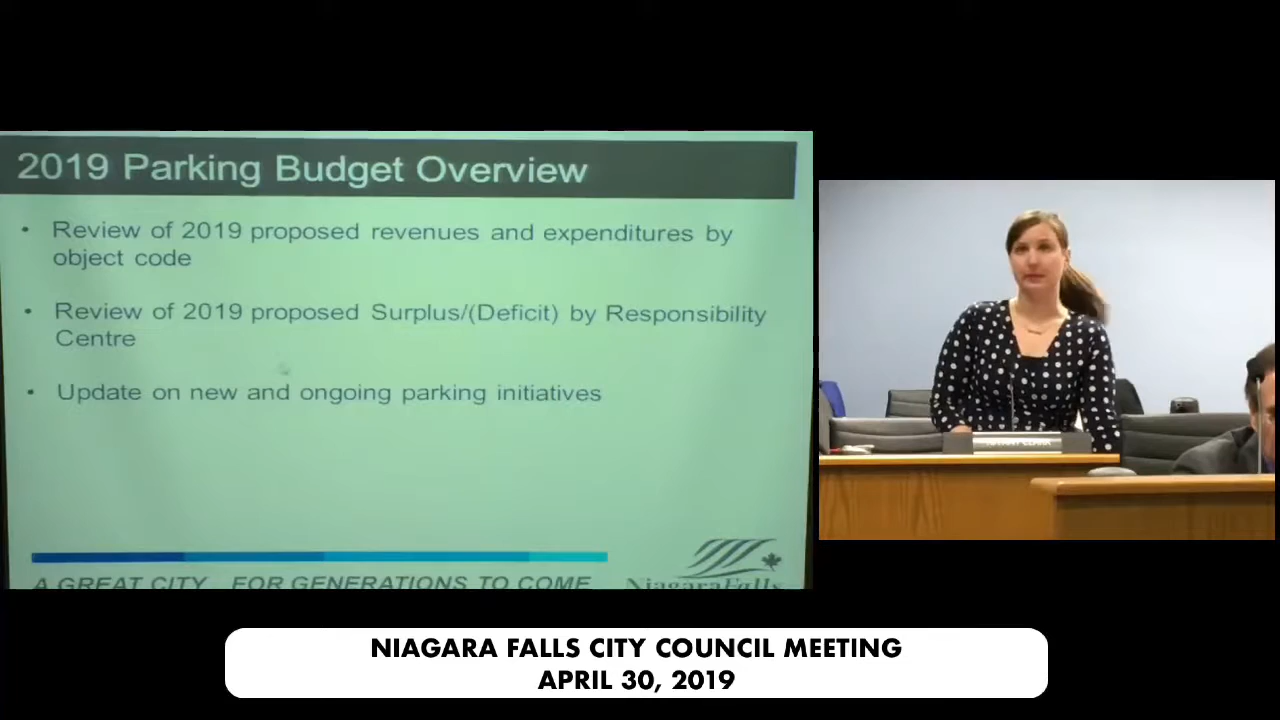 2019 Parking Budget Overview
• Review of 2019 proposed revenues and expenditures by
object code
• Review of 2019 proposed Surplus/(Deficit) by Responsibility
Centre
• Update on new and ongoing parking initiatives
A GREAT CITY...FOR GENERATIONS TO COME
NiagaraFalls
NIAGARA FALLS CITY COUNCIL MEETING
APRIL 30, 2019